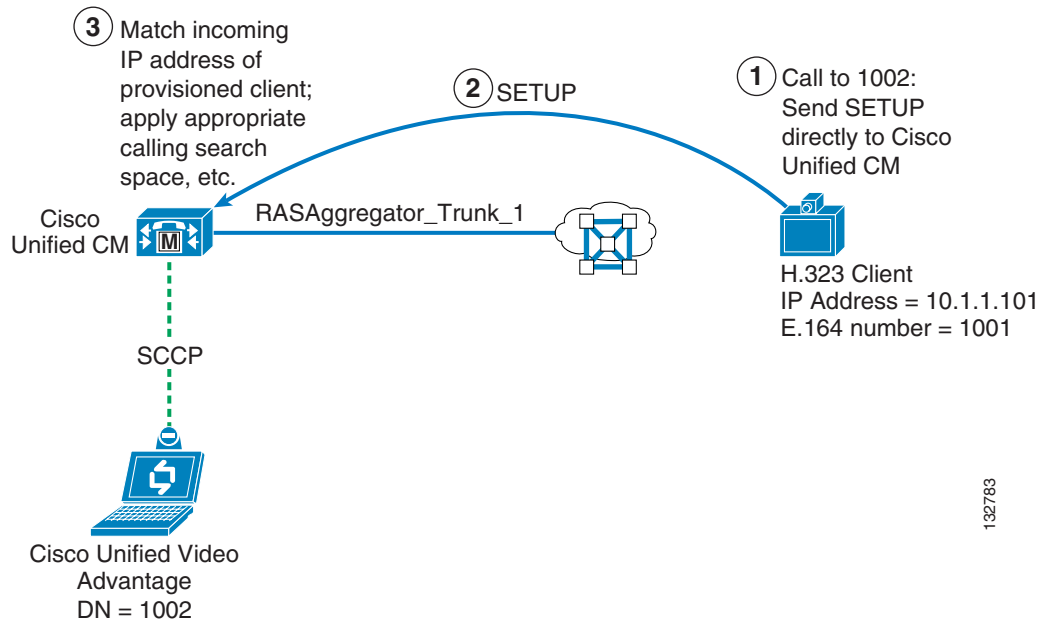 3 Match incoming
IP address of
provisioned client;
apply appropriate
calling search
space, etc.
2 SETUP
1 Call to 1002:
Send SETUP
directly to Cisco
Unified CM
Cisco
Unified CM
M
RASAggregator_Trunk_1
H.323 Client
IP Address = 10.1.1.101
E.164 number = 1001
SCCP
Cisco Unified Video
Advantage
DN = 1002
132783